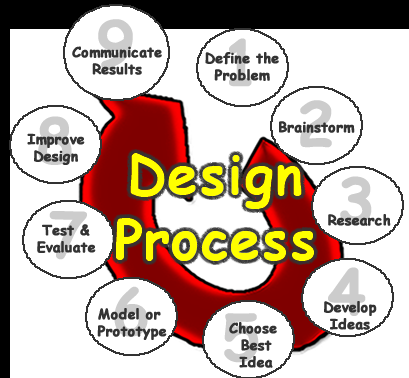 Design
Process
1
Define the
Problem
2
Brainstorm
3
Research
4
Develop
Ideas
5
Choose
Best
Idea
6
Model or
Prototype
7
Test &
Evaluate
8
Improve
Design
9
Communicate
Results